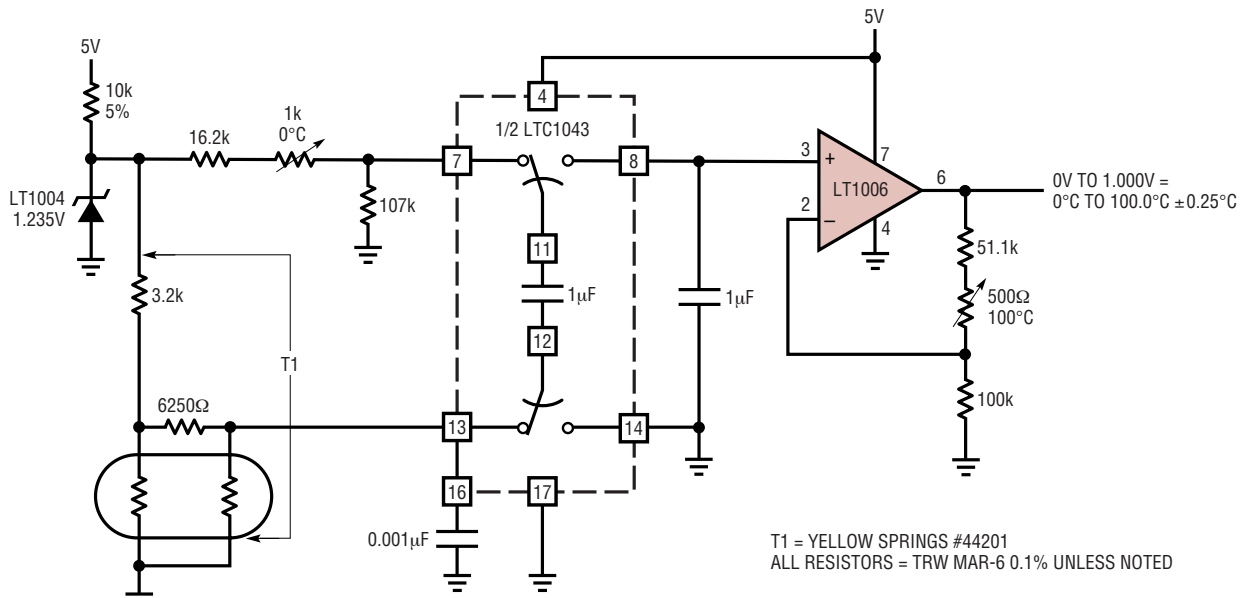 5V
5V
10k
5%
4
1k
0°C
1/2 LTC1043
16.2k
7
8
3
+
7
LT1006
6
0V TO 1.000V =
0°C TO 100.0°C ±0.25°C
LT1004
1.235V
107k
2
–
4
11
51.1k
3.2k
1µF
1µF
500Ω
100°C
12
T1
6250Ω
100k
13
14
16
17
0.001µF
T1 = YELLOW SPRINGS #44201
ALL RESISTORS = TRW MAR-6 0.1% UNLESS NOTED